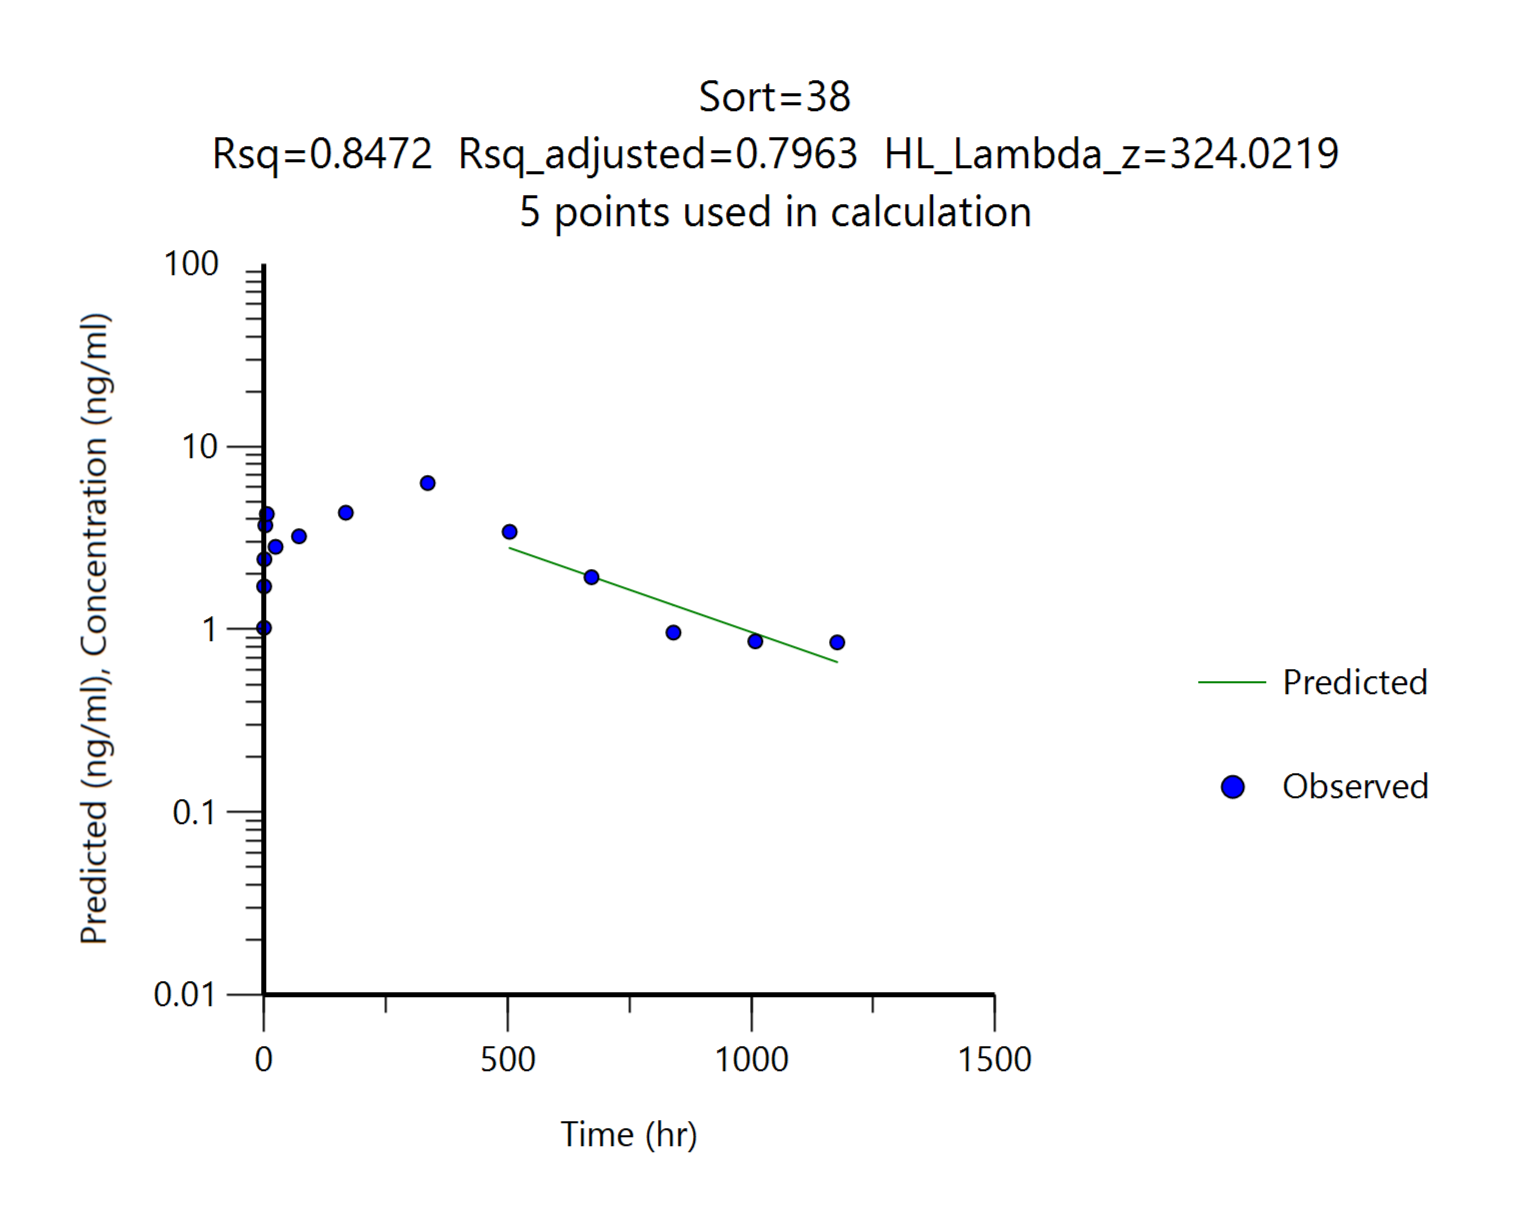 Sort=38
Rsq=0.8472 Rsq_adjusted=0.7963 HL_Lambda_z=324.0219
5 points used in calculation
Predicted (ng/ml), Concentration (ng/ml)
100
10
1
0.1
0.01
0 500 1000 1500
Time (hr)
Predicted
Observed